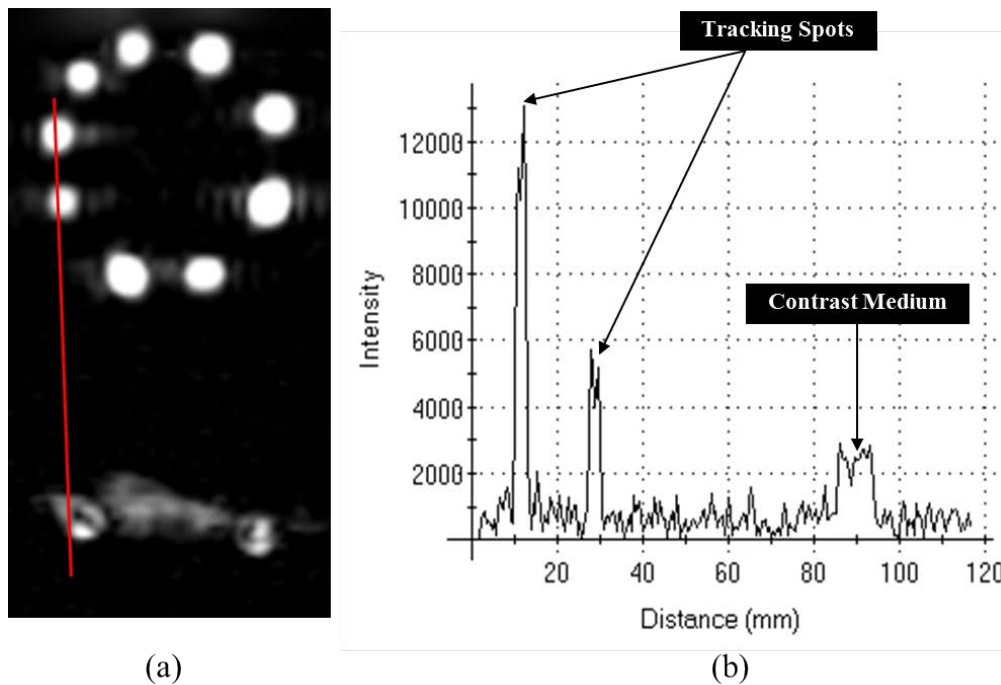 Tracking Spots
12000
10000
8000
6000
4000
2000
Intensity
Contrast Medium
20 40 60 80 100 120
Distance (mm)
(a) (b)